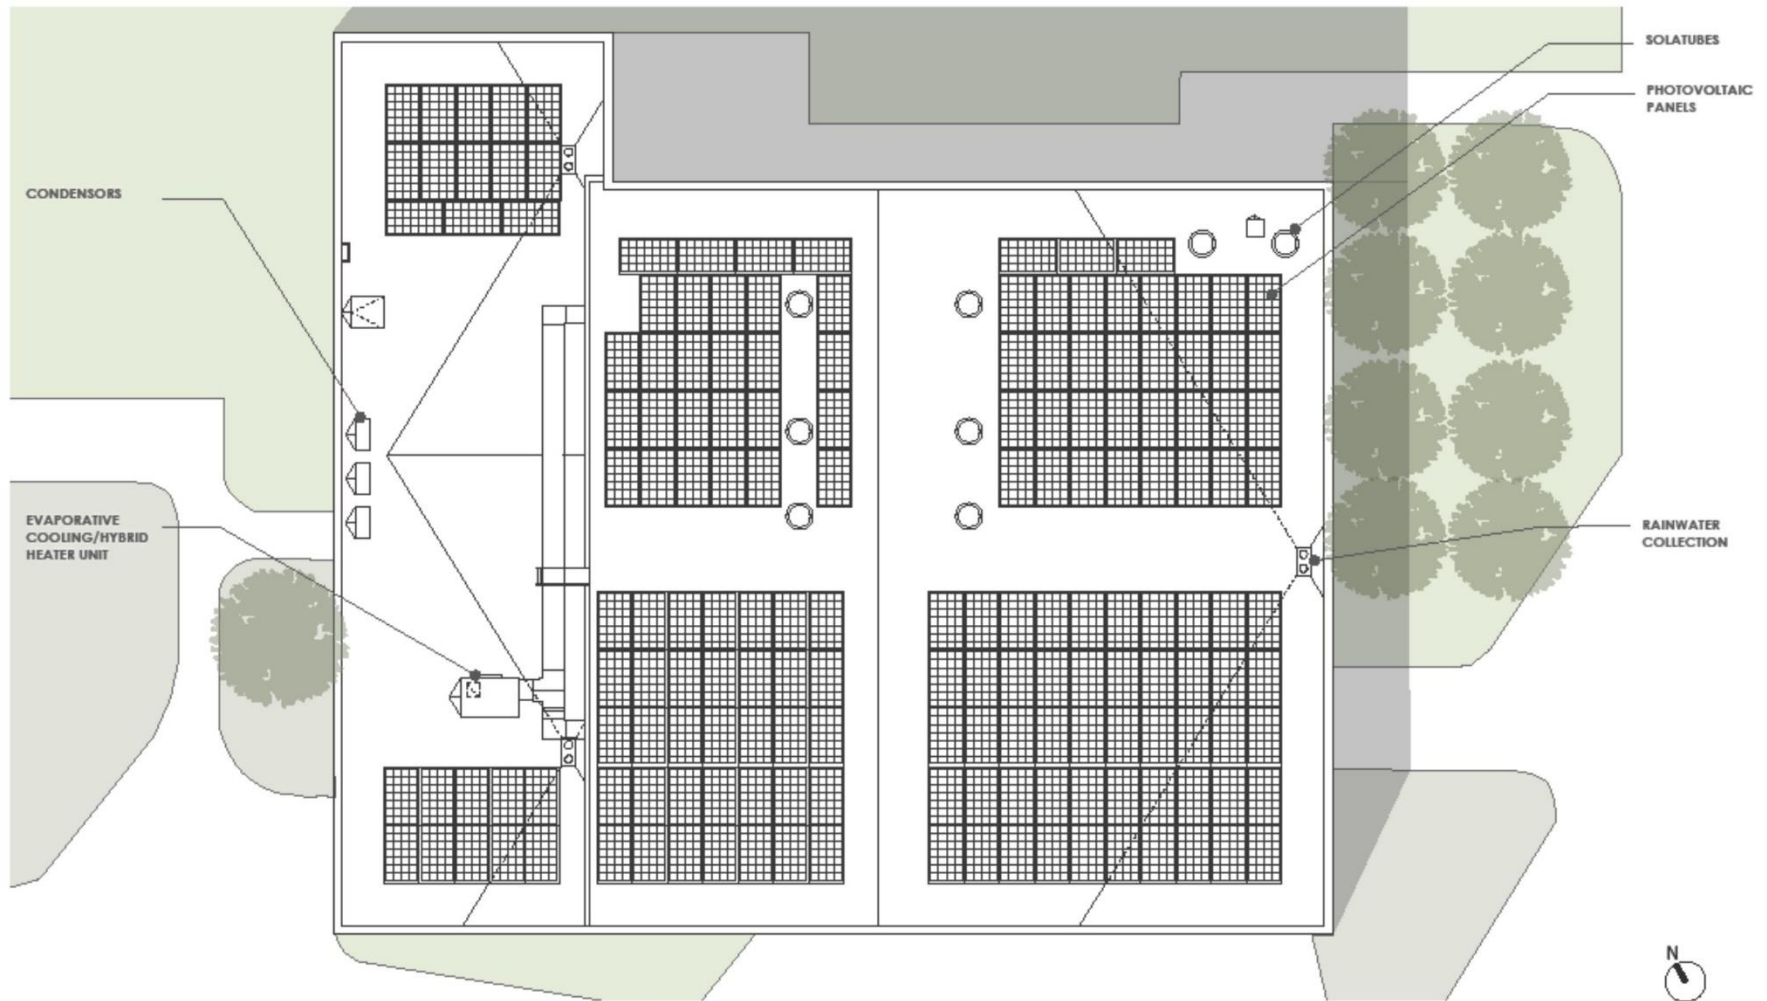 SOLATUBES
PHOTOVOLTAIC
PANELS
CONDENSORS
EVAPORATIVE
COOLING/HYBRID
HEATER UNIT
RAINWATER
COLLECTION
N